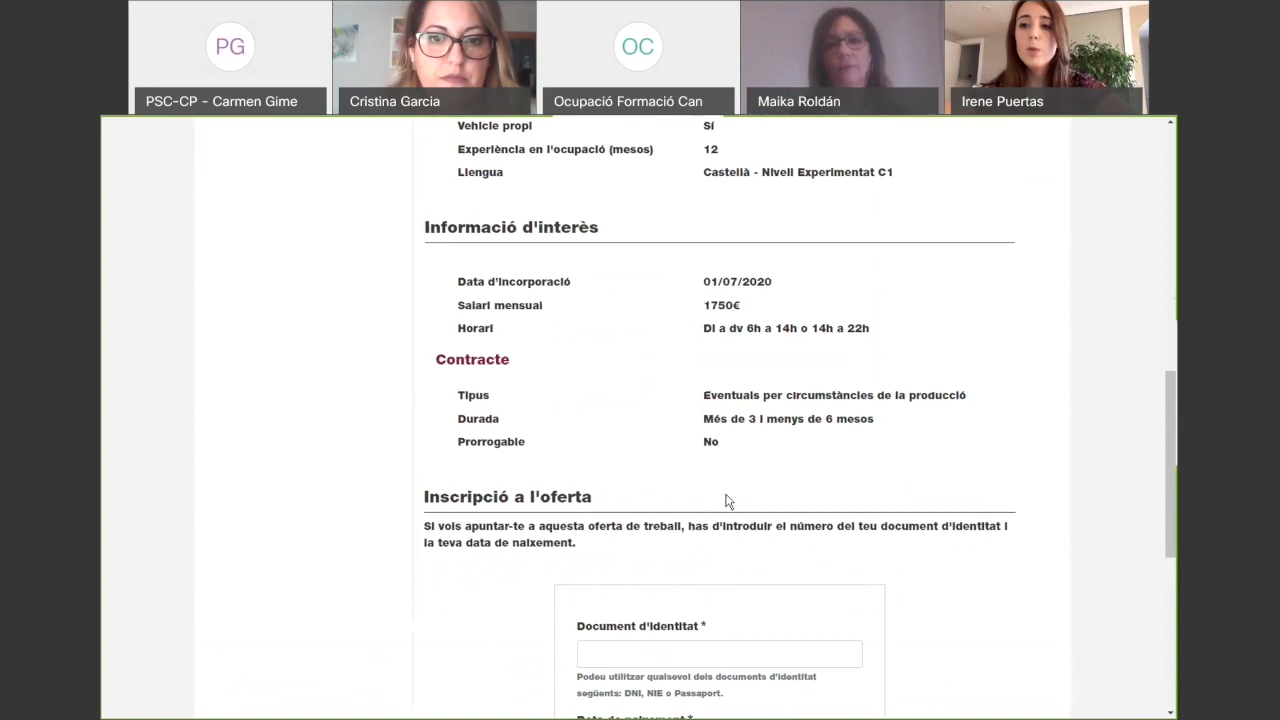 PG
OC
PSC-CP - Carmen Gime
Cristina Garcia
Ocupació Formació Can
Maika Roldán
Irene Puertas
Vehicle propi Sí
Experiència en l'ocupació (mesos) 12
Llengua Castellà - Nivell Experimentat C1
Informació d'interès
Data d'incorporació 01/07/2020
Salari mensual 1750€
Horari Dl a dv 6h a 14h o 14h a 22h
Contracte
Tipus Eventuals per circumstàncies de la producció
Durada Més de 3 i menys de 6 mesos
Prorrogable No
Inscripció a l'oferta
Si vols apuntar-te a aquesta oferta de treball, has d'introduir el número del teu document d'identitat i
la teva data de naixement.
Document d'identitat *
Podeu utilitzar qualsevol dels documents d'identitat
següents: DNI, NIE o Passaport.
Data de naixement *